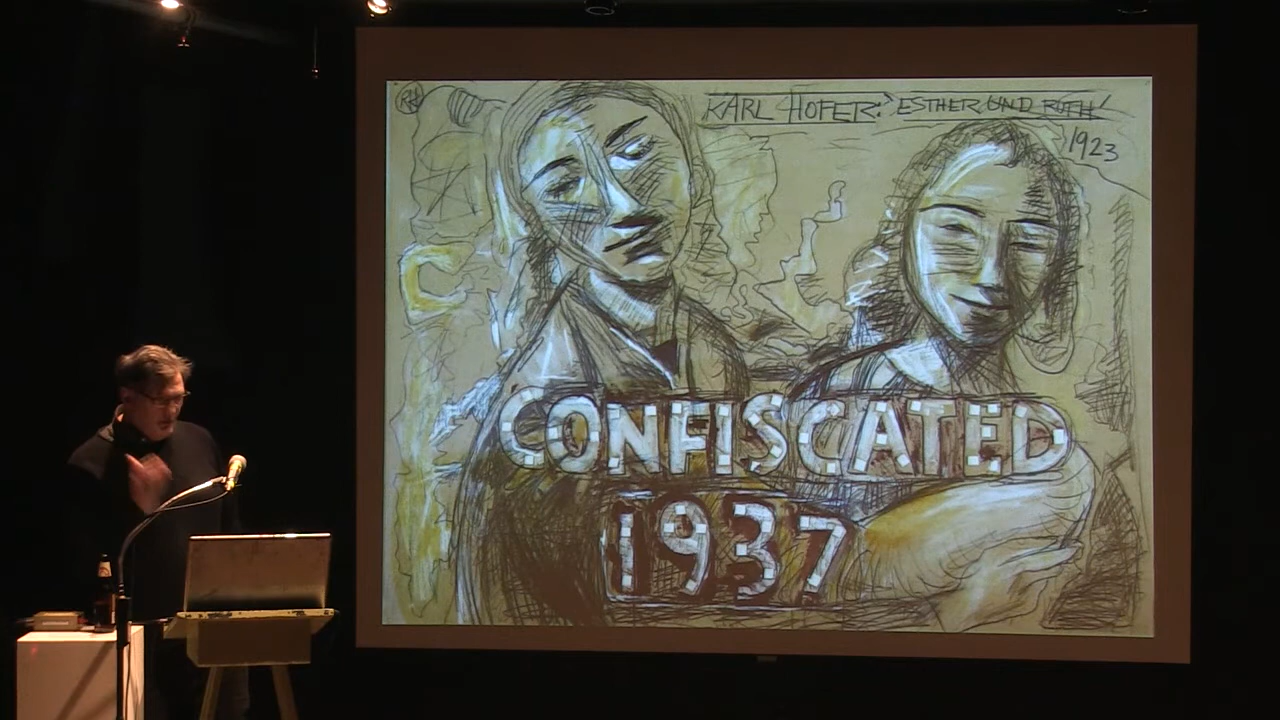 KARL HOFER: 'ESTHER UND RUTH'
1923
CONFISCATED
1937